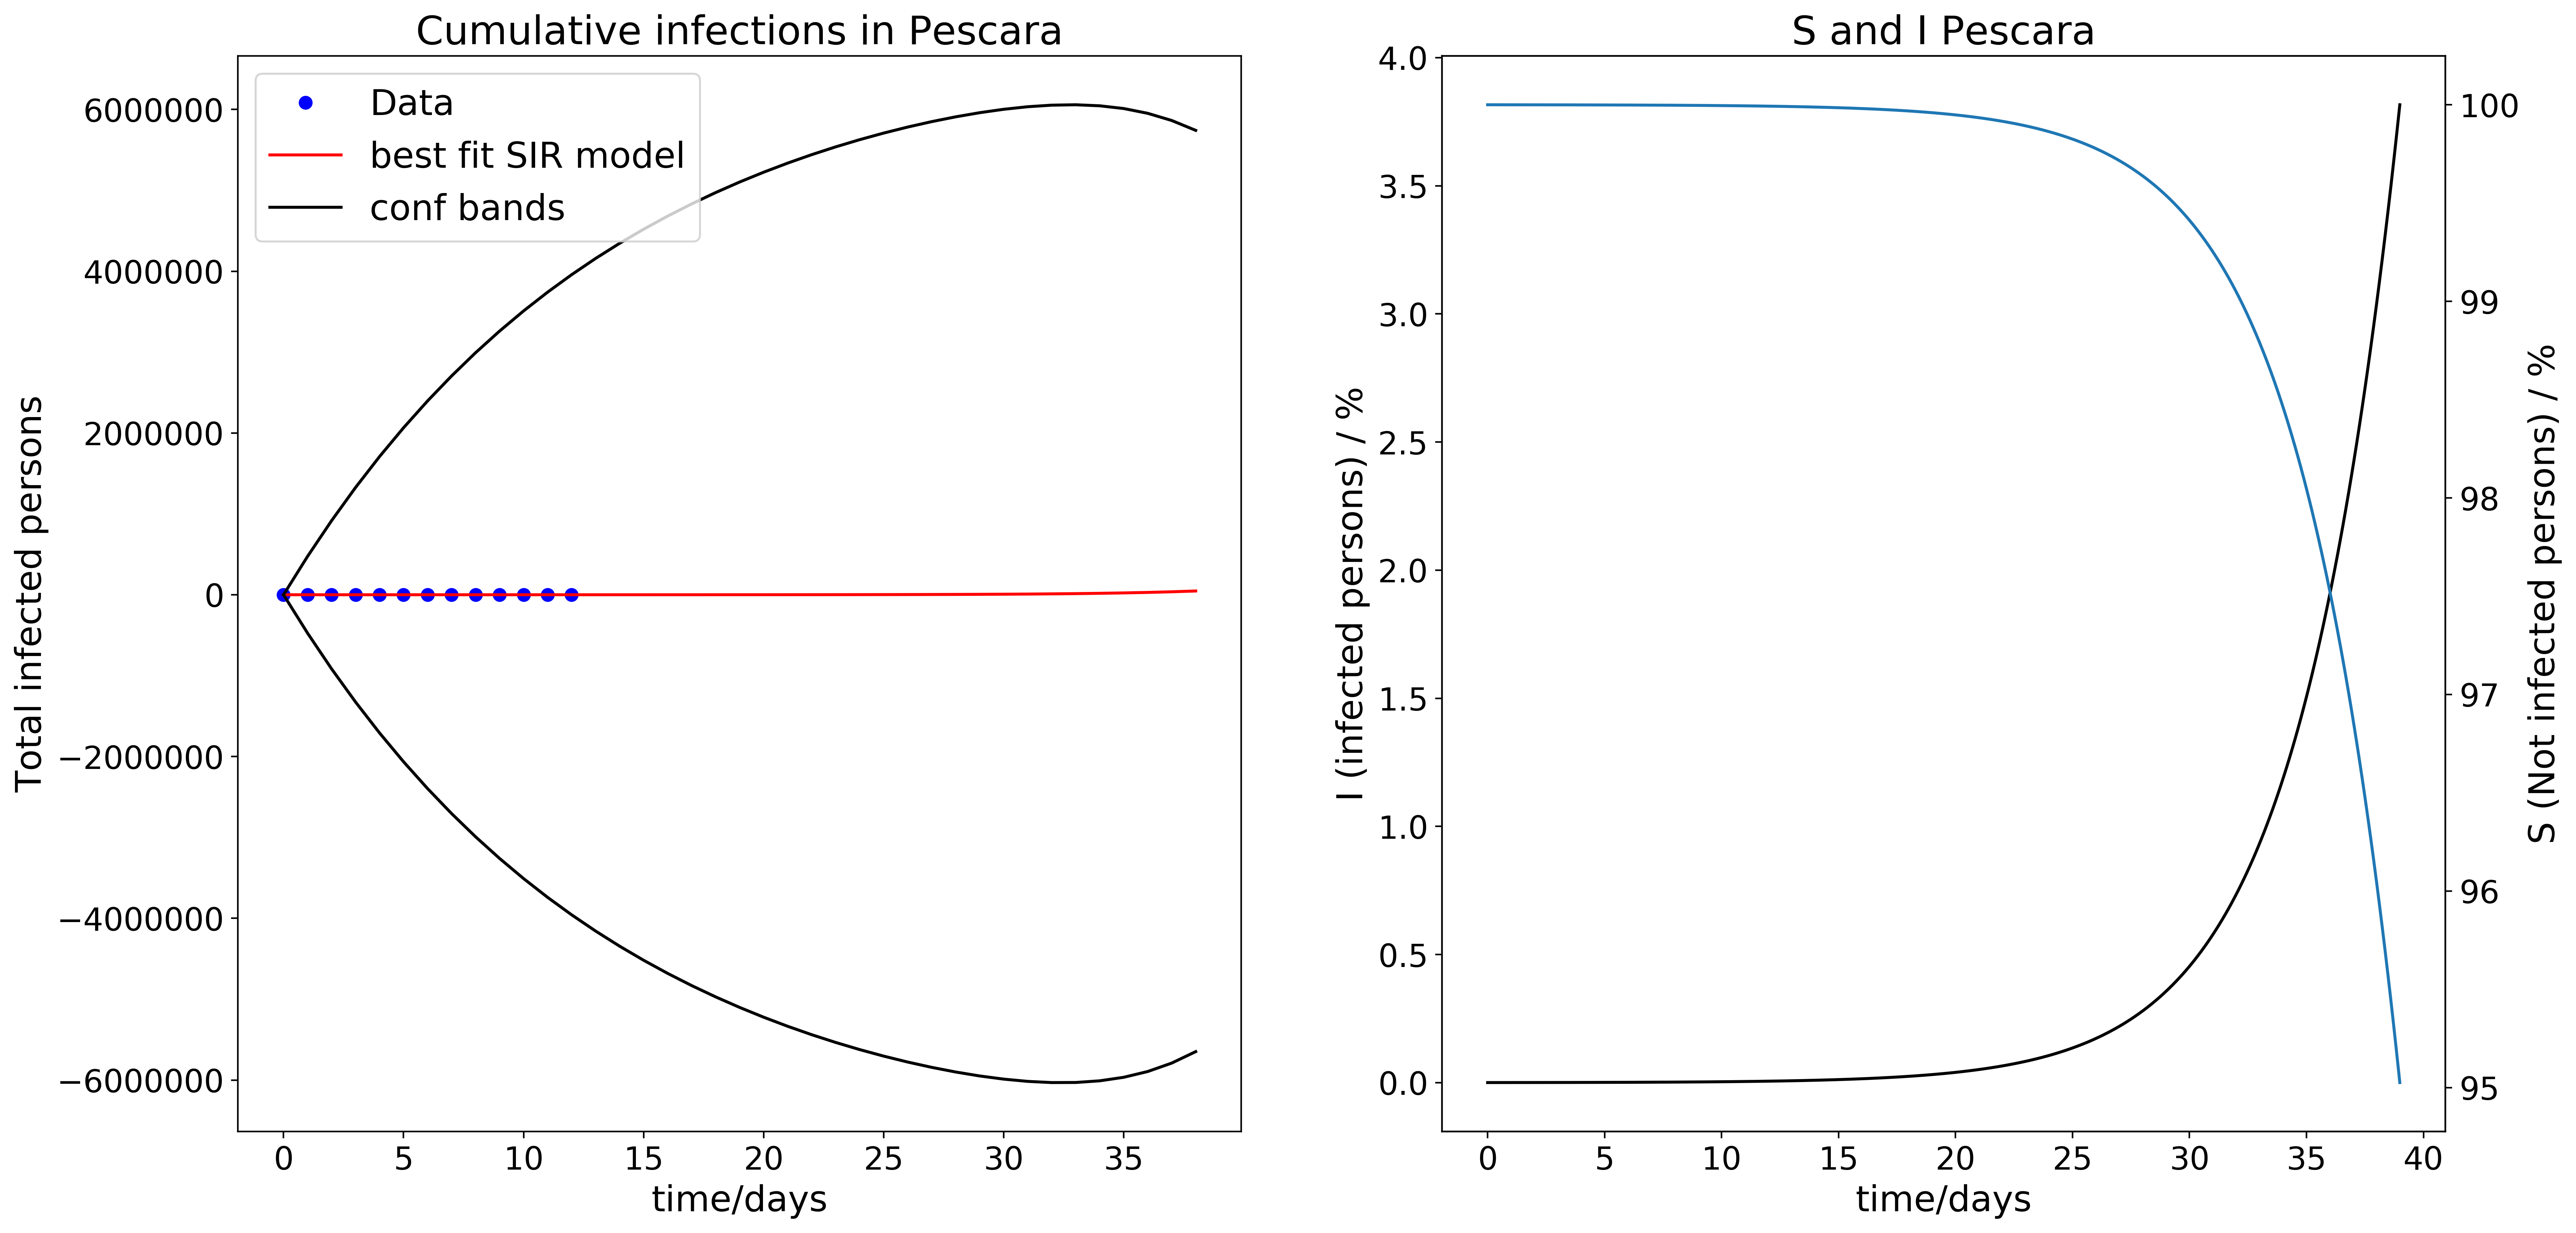 Cumulative infections in Pescara
Data
best fit SIR model
conf bands
6000000
4000000
2000000
0
−2000000
−4000000
−6000000
Total infected persons
0 5 10 15 20 25 30 35
time/days
S and I Pescara
4.0
3.5
3.0
2.5
2.0
1.5
1.0
0.5
0.0
I (infected persons) / %
100
99
98
97
96
95
S (Not infected persons) / %
0 5 10 15 20 25 30 35 40
time/days